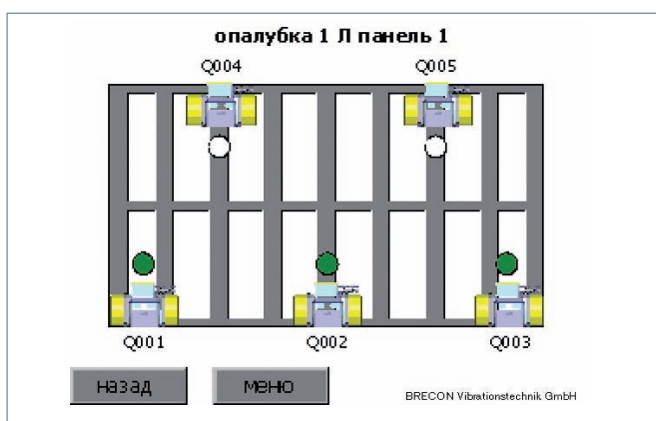 опалубка 1 Л панель 1
Q004 Q005
Q001 Q002 Q003
назад меню
BRECON Vibrationstechnik GmbH